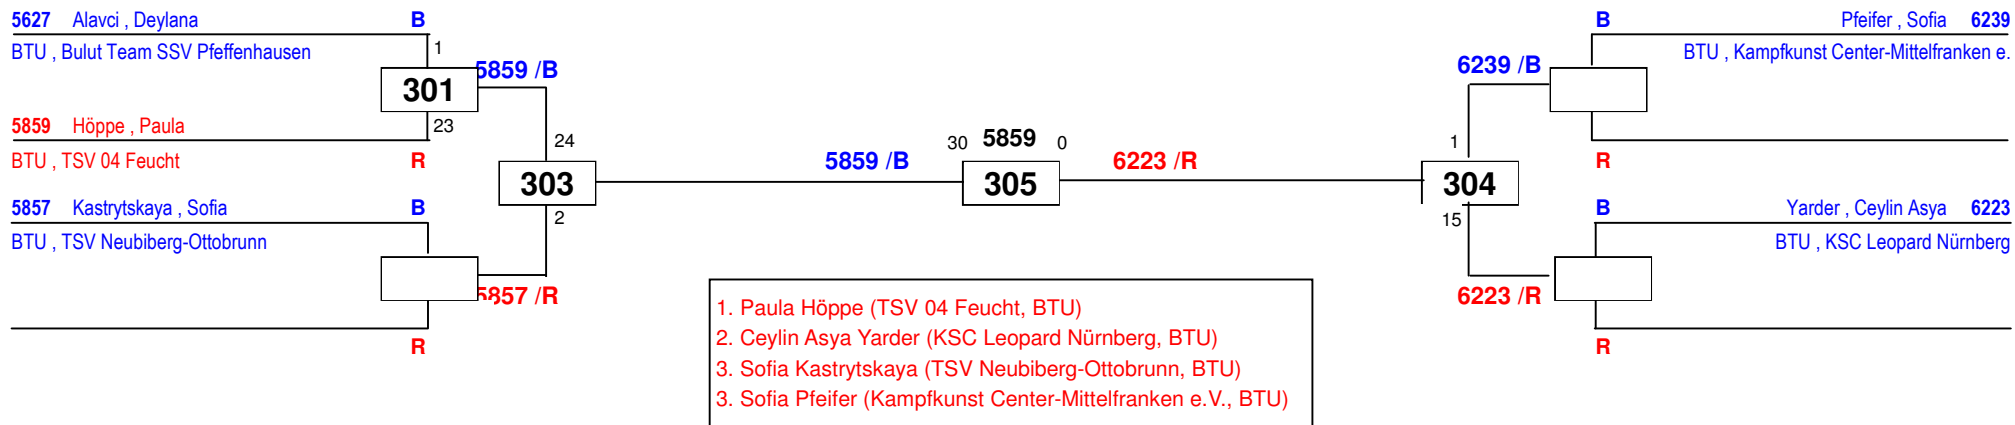 5627 Alavci , Deylana B
BTU , Bulut Team SSV Pfeffenhausen
1
5859 /B
301
5859 Höppe , Paula
23
BTU , TSV 04 Feucht R
24
303
5857 Kastrytskaya , Sofia B
2
BTU , TSV Neubiberg-Ottobrunn
5857 /R
R
5859 /B
30 5859 0
305
6223 /R
B Pfeifer , Sofia 6239
BTU , Kampfkunst Center-Mittelfranken e.
6239 /B
1
R
304
15
B Yarder , Ceylin Asya 6223
BTU , KSC Leopard Nürnberg
6223 /R
R
1. Paula Höppe (TSV 04 Feucht, BTU)
2. Ceylin Asya Yarder (KSC Leopard Nürnberg, BTU)
3. Sofia Kastrytskaya (TSV Neubiberg-Ottobrunn, BTU)
3. Sofia Pfeifer (Kampfkunst Center-Mittelfranken e.V., BTU)